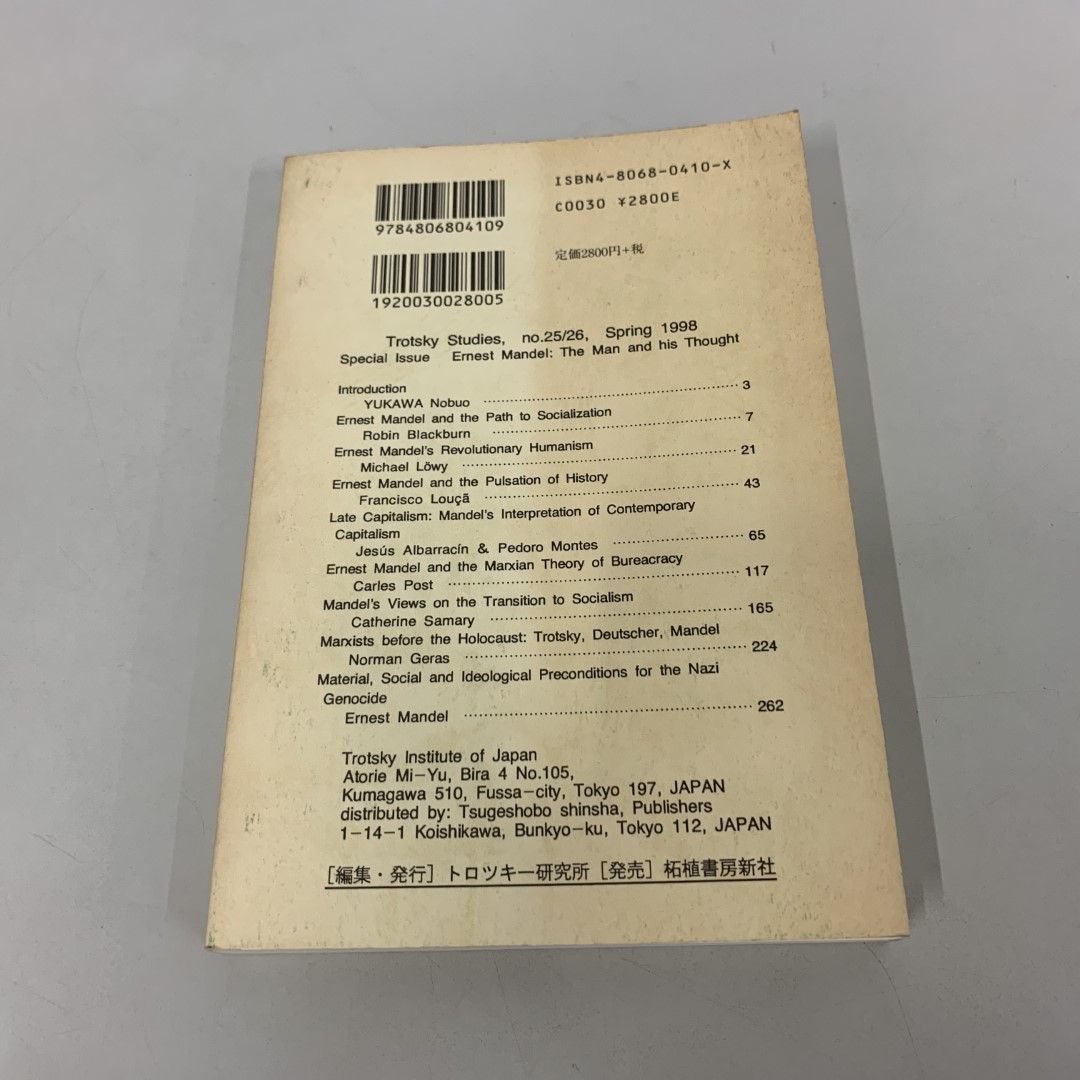 ISBN4-8068-0410-X
C0030 ¥2800E
9784806804109
定価2800円+税
1920030028005
Trotsky Studies, no.25/26, Spring 1998
Special Issue Ernest Mandel: The Man and his Thought
Introduction
YUKAWA Nobuo 3
Ernest Mandel and the Path to Socialization
Robin Blackburn 7
Ernest Mandel's Revolutionary Humanism
Michael Löwy 21
Ernest Mandel and the Pulsation of History
Francisco Louçã 43
Late Capitalism: Mandel's Interpretation of Contemporary
Capitalism
Jesús Albarracín & Pedoro Montes 65
Ernest Mandel and the Marxian Theory of Bureacracy
Carles Post 117
Mandel's Views on the Transition to Socialism
Catherine Samary 165
Marxists before the Holocaust: Trotsky, Deutscher, Mandel
Norman Geras 224
Material, Social and Ideological Preconditions for the Nazi
Genocide
Ernest Mandel 262
Trotsky Institute of Japan
Atorie Mi-Yu, Bira 4 No.105,
Kumagawa 510, Fussa-city, Tokyo 197, JAPAN
distributed by: Tsugeshobo shinsha, Publishers
1-14-1 Koishikawa, Bunkyo-ku, Tokyo 112, JAPAN
[編集・発行] トロツキー研究所 [発売] 柘植書房新社